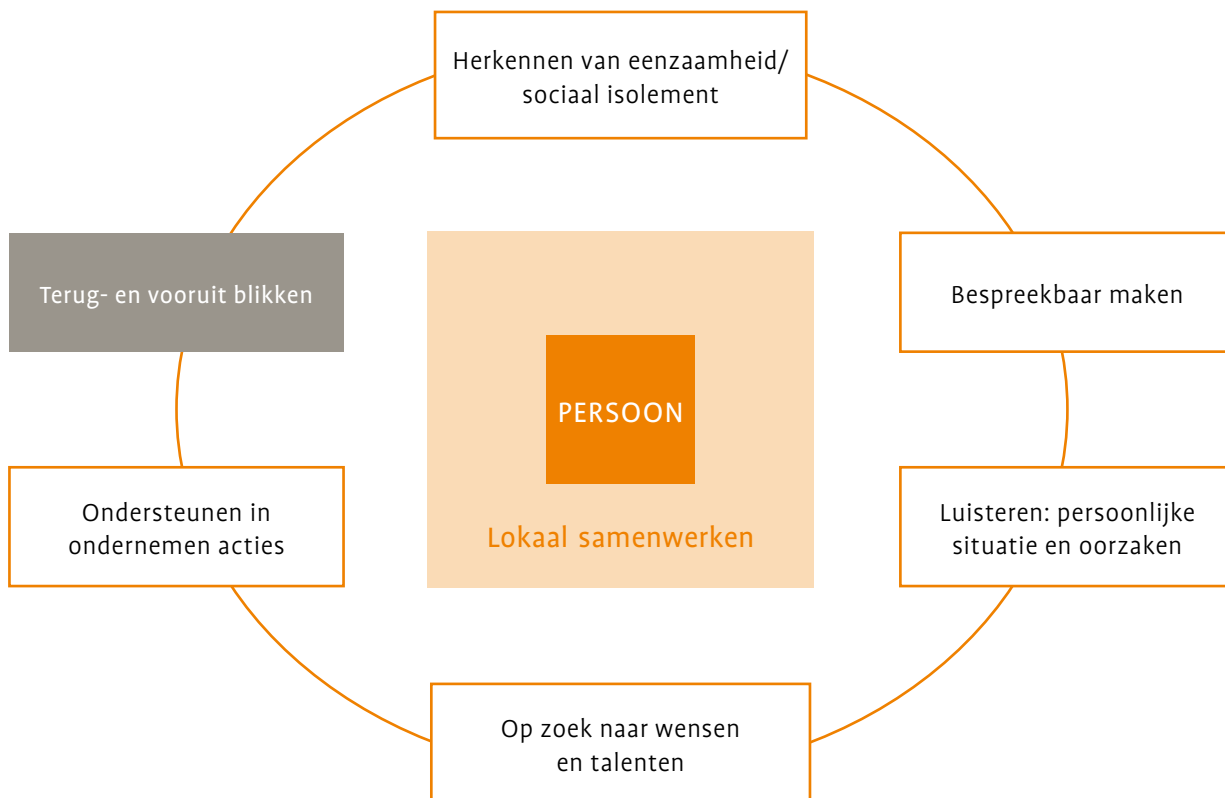 Herkennen van eenzaamheid/
sociaal isolement
Terug- en vooruit blikken
Bespreekbaar maken
PERSOON
Lokaal samenwerken
Ondersteunen in
ondernemen acties
Luisteren: persoonlijke
situatie en oorzaken
Op zoek naar wensen
en talenten